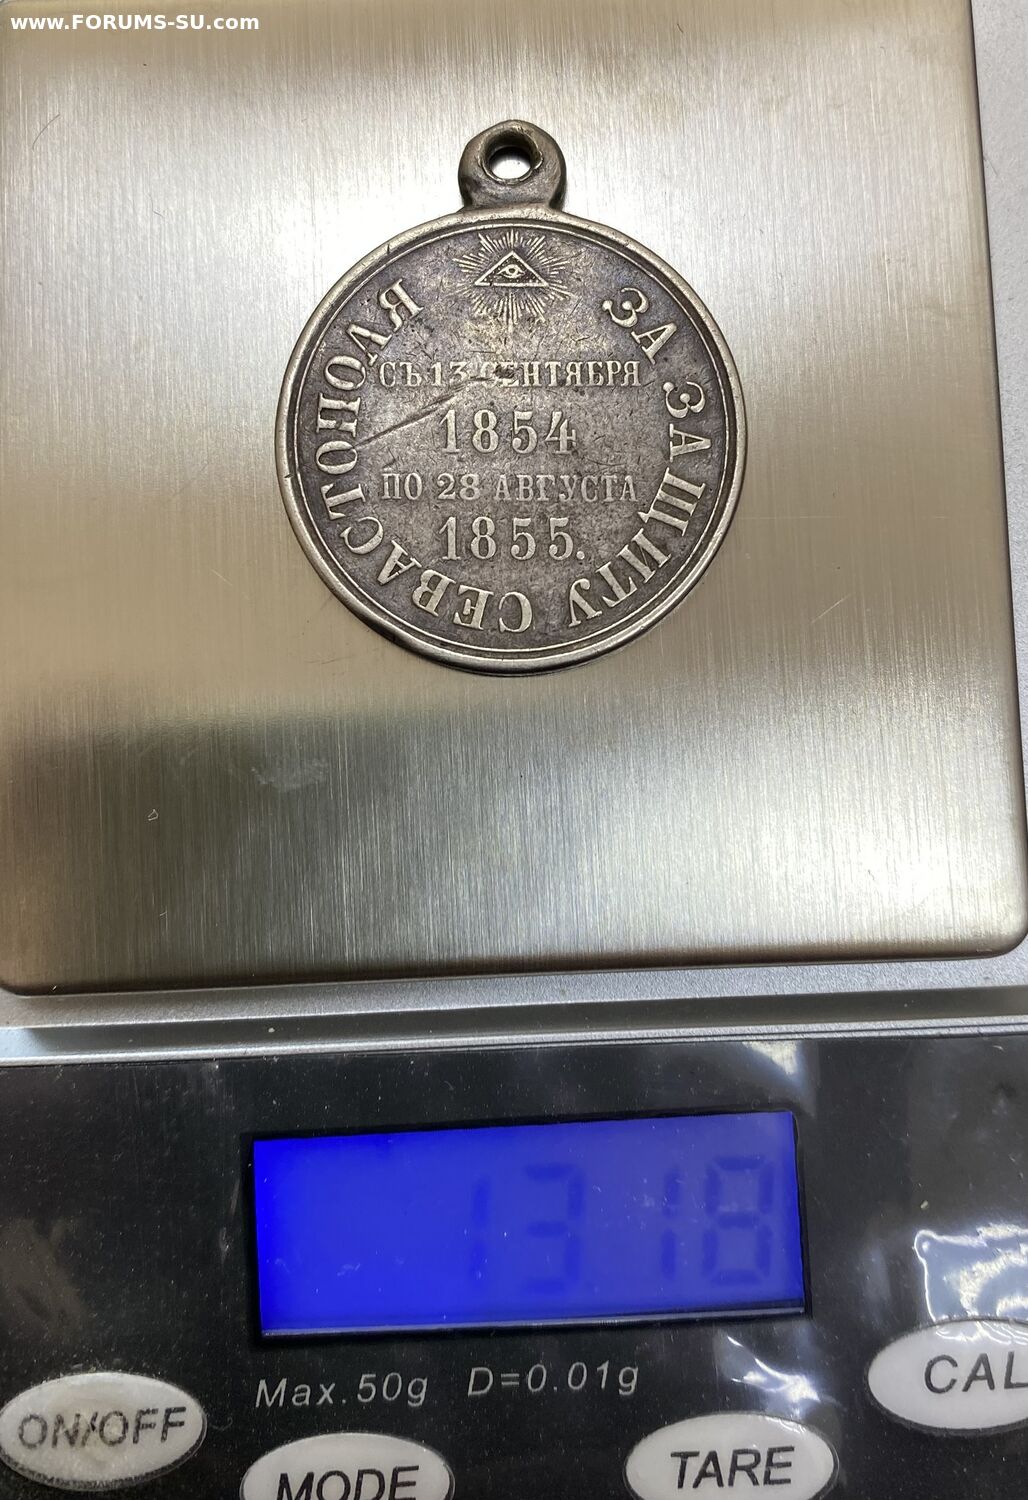 www.FORUMS-SU.com
ЗА ЗАЩИТУ СЕВАСТОПОЛЯ
СЪ 13 СЕНТЯБРЯ
1854
ПО 28 АВГУСТА
1855.
13.18
Max.50g D=0.01g
ON/OFF
MODE
TARE
CAL